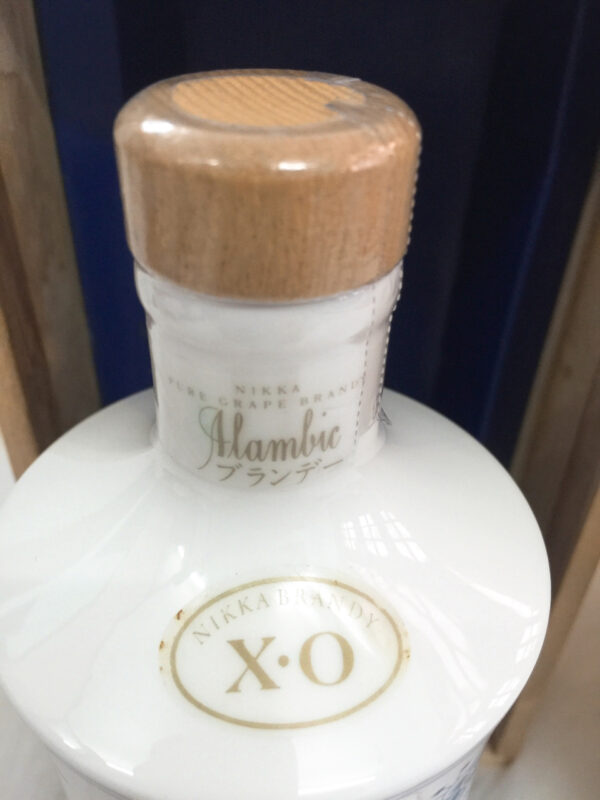 NIKKA
PURE GRAPE BRANDY
Alambic
ブランデー
NIKKA BRANDY
X·O